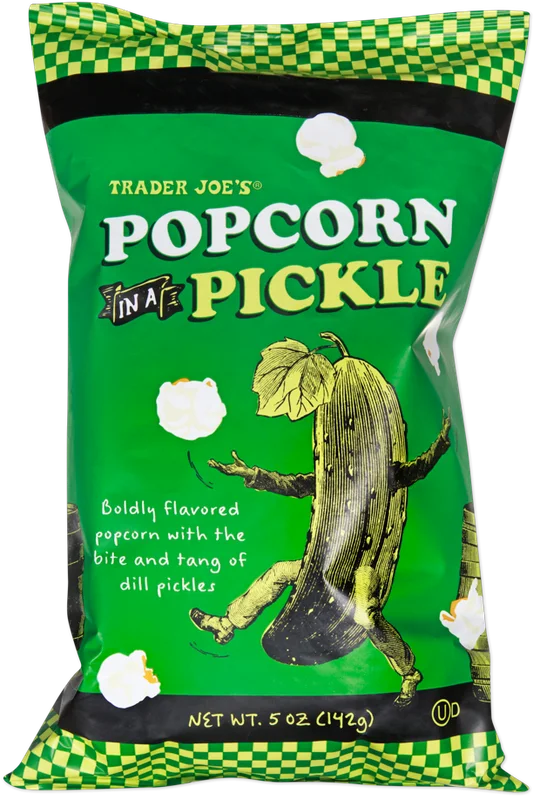 TRADER JOE'S®
POPCORN
IN A PICKLE
Boldly flavored
popcorn with the
bite and tang of
dill pickles
NET WT. 5 OZ (142g)
U D